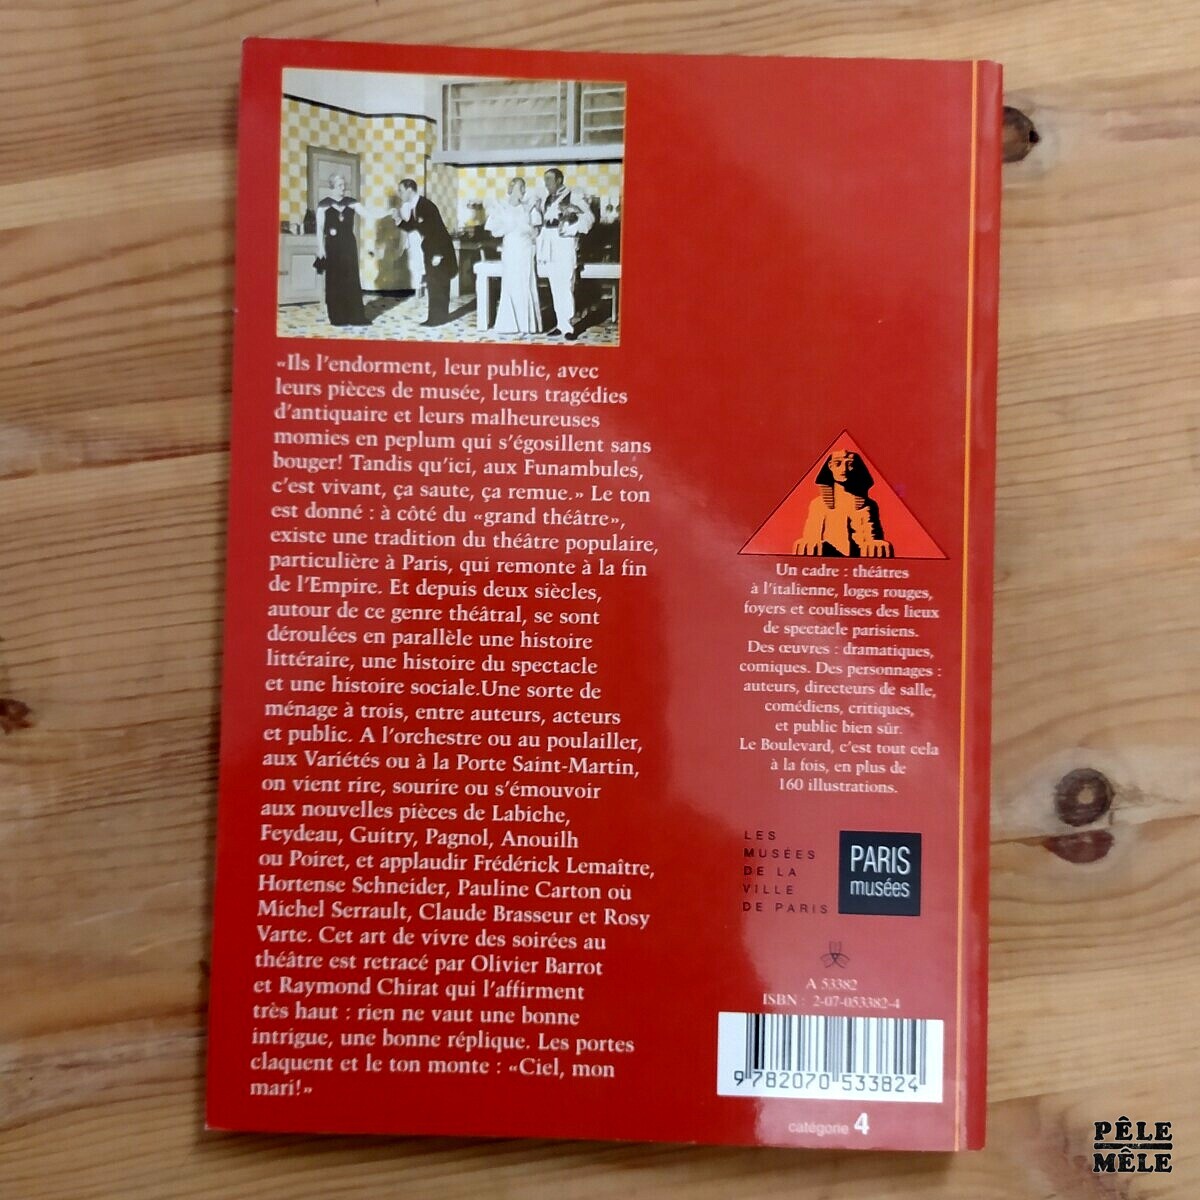 «Ils l'endorment, leur public, avec
leurs pièces de musée, leurs tragédies
d'antiquaire et leurs malheureuses
momies en peplum qui s'égosillent sans
bouger! Tandis qu'ici, aux Funambules,
c'est vivant, ça saute, ça remue.» Le ton
est donné : à côté du «grand théâtre»,
existe une tradition du théâtre populaire,
particulière à Paris, qui remonte à la fin
de l'Empire. Et depuis deux siècles,
autour de ce genre théâtral, se sont
déroulées en parallèle une histoire
littéraire, une histoire du spectacle
et une histoire sociale.Une sorte de
ménage à trois, entre auteurs, acteurs
et public. A l'orchestre ou au poulailler,
aux Variétés ou à la Porte Saint-Martin,
on vient rire, sourire ou s'émouvoir
aux nouvelles pièces de Labiche,
Feydeau, Guitry, Pagnol, Anouilh
ou Poiret, et applaudir Frédérick Lemaître,
Hortense Schneider, Pauline Carton où
Michel Serrault, Claude Brasseur et Rosy
Varte. Cet art de vivre des soirées au
théâtre est retracé par Olivier Barrot
et Raymond Chirat qui l'affirment
très haut : rien ne vaut une bonne
intrigue, une bonne réplique. Les portes
claquent et le ton monte : «Ciel, mon
mari!»
Un cadre : théâtres
à l'italienne, loges rouges,
foyers et coulisses des lieux
de spectacle parisiens.
Des œuvres : dramatiques,
comiques. Des personnages :
auteurs, directeurs de salle,
comédiens, critiques,
et public bien sûr.
Le Boulevard, c'est tout cela
à la fois, en plus de
160 illustrations.
LES
MUSÉES
DE LA
VILLE
DE PARIS
PARIS
musées
A 53382
ISBN : 2-07-053382-4
9 782070 533824
catégorie 4
PÊLE
MÊLE